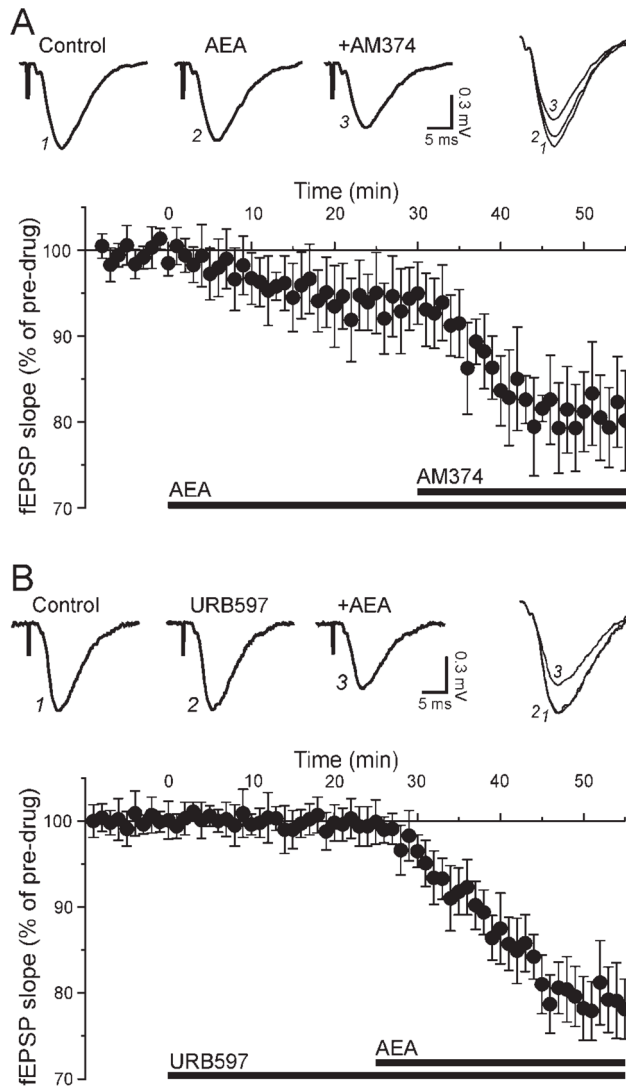 A
Control AEA +AM374
1 2 3 3 2 1
0.3 mV
5 ms
Time (min)
0 10 20 30 40 50
fEPSP slope (% of pre-drug)
100
90
80
70
AM374
AEA
B
Control URB597 +AEA
1 2 3 3 2 1
0.3 mV
5 ms
Time (min)
0 10 20 30 40 50
fEPSP slope (% of pre-drug)
100
90
80
70
AEA
URB597